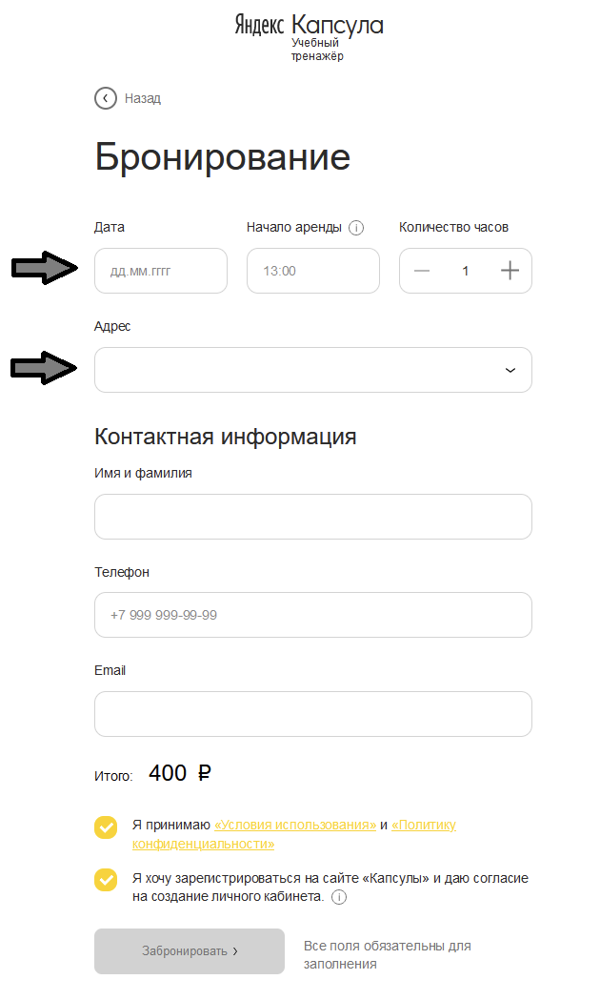 Яндекс Капсула
Учебный
тренажёр
Назад
Бронирование
Дата
Начало аренды i
Количество часов
дд.мм.гггг
13:00
— 1 +
Адрес
Контактная информация
Имя и фамилия
Телефон
+7 999 999-99-99
Email
Итого: 400 ₽
Я принимаю «Условия использования» и «Политику
конфиденциальности»
Я хочу зарегистрироваться на сайте «Капсулы» и даю согласие
на создание личного кабинета. i
Забронировать ›
Все поля обязательны для
заполнения